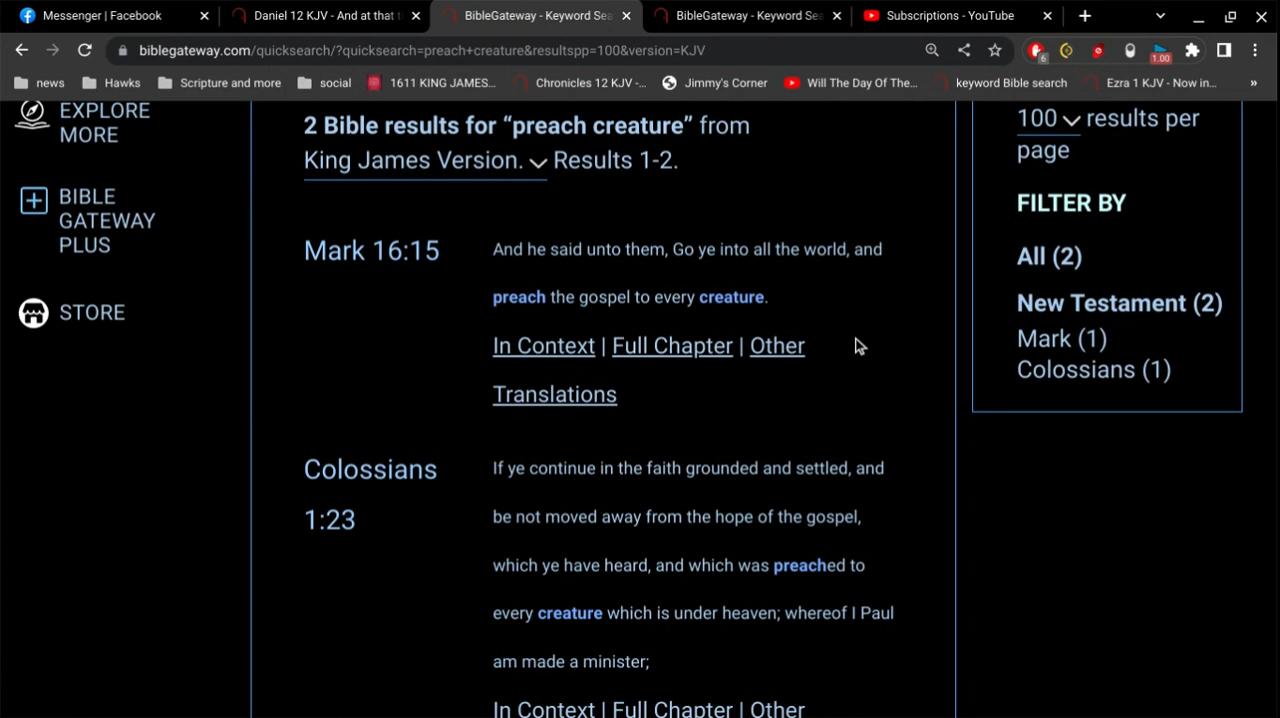 Messenger | Facebook
Daniel 12 KJV - And at that t
BibleGateway - Keyword Sea
BibleGateway - Keyword Sea
Subscriptions - YouTube
biblegateway.com/quicksearch/?quicksearch=preach+creature&resultspp=100&version=KJV
6
1.00
news
Hawks
Scripture and more
social
1611 KING JAMES...
Chronicles 12 KJV -...
Jimmy's Corner
Will The Day Of The...
keyword Bible search
Ezra 1 KJV - Now in...
»
EXPLORE
MORE
BIBLE
GATEWAY
PLUS
STORE
2 Bible results for “preach creature” from
King James Version. Results 1-2.
Mark 16:15
And he said unto them, Go ye into all the world, and
preach the gospel to every creature.
In Context | Full Chapter | Other
Translations
Colossians
1:23
If ye continue in the faith grounded and settled, and
be not moved away from the hope of the gospel,
which ye have heard, and which was preached to
every creature which is under heaven; whereof I Paul
am made a minister;
In Context | Full Chapter | Other
100 results per
page
FILTER BY
All (2)
New Testament (2)
Mark (1)
Colossians (1)